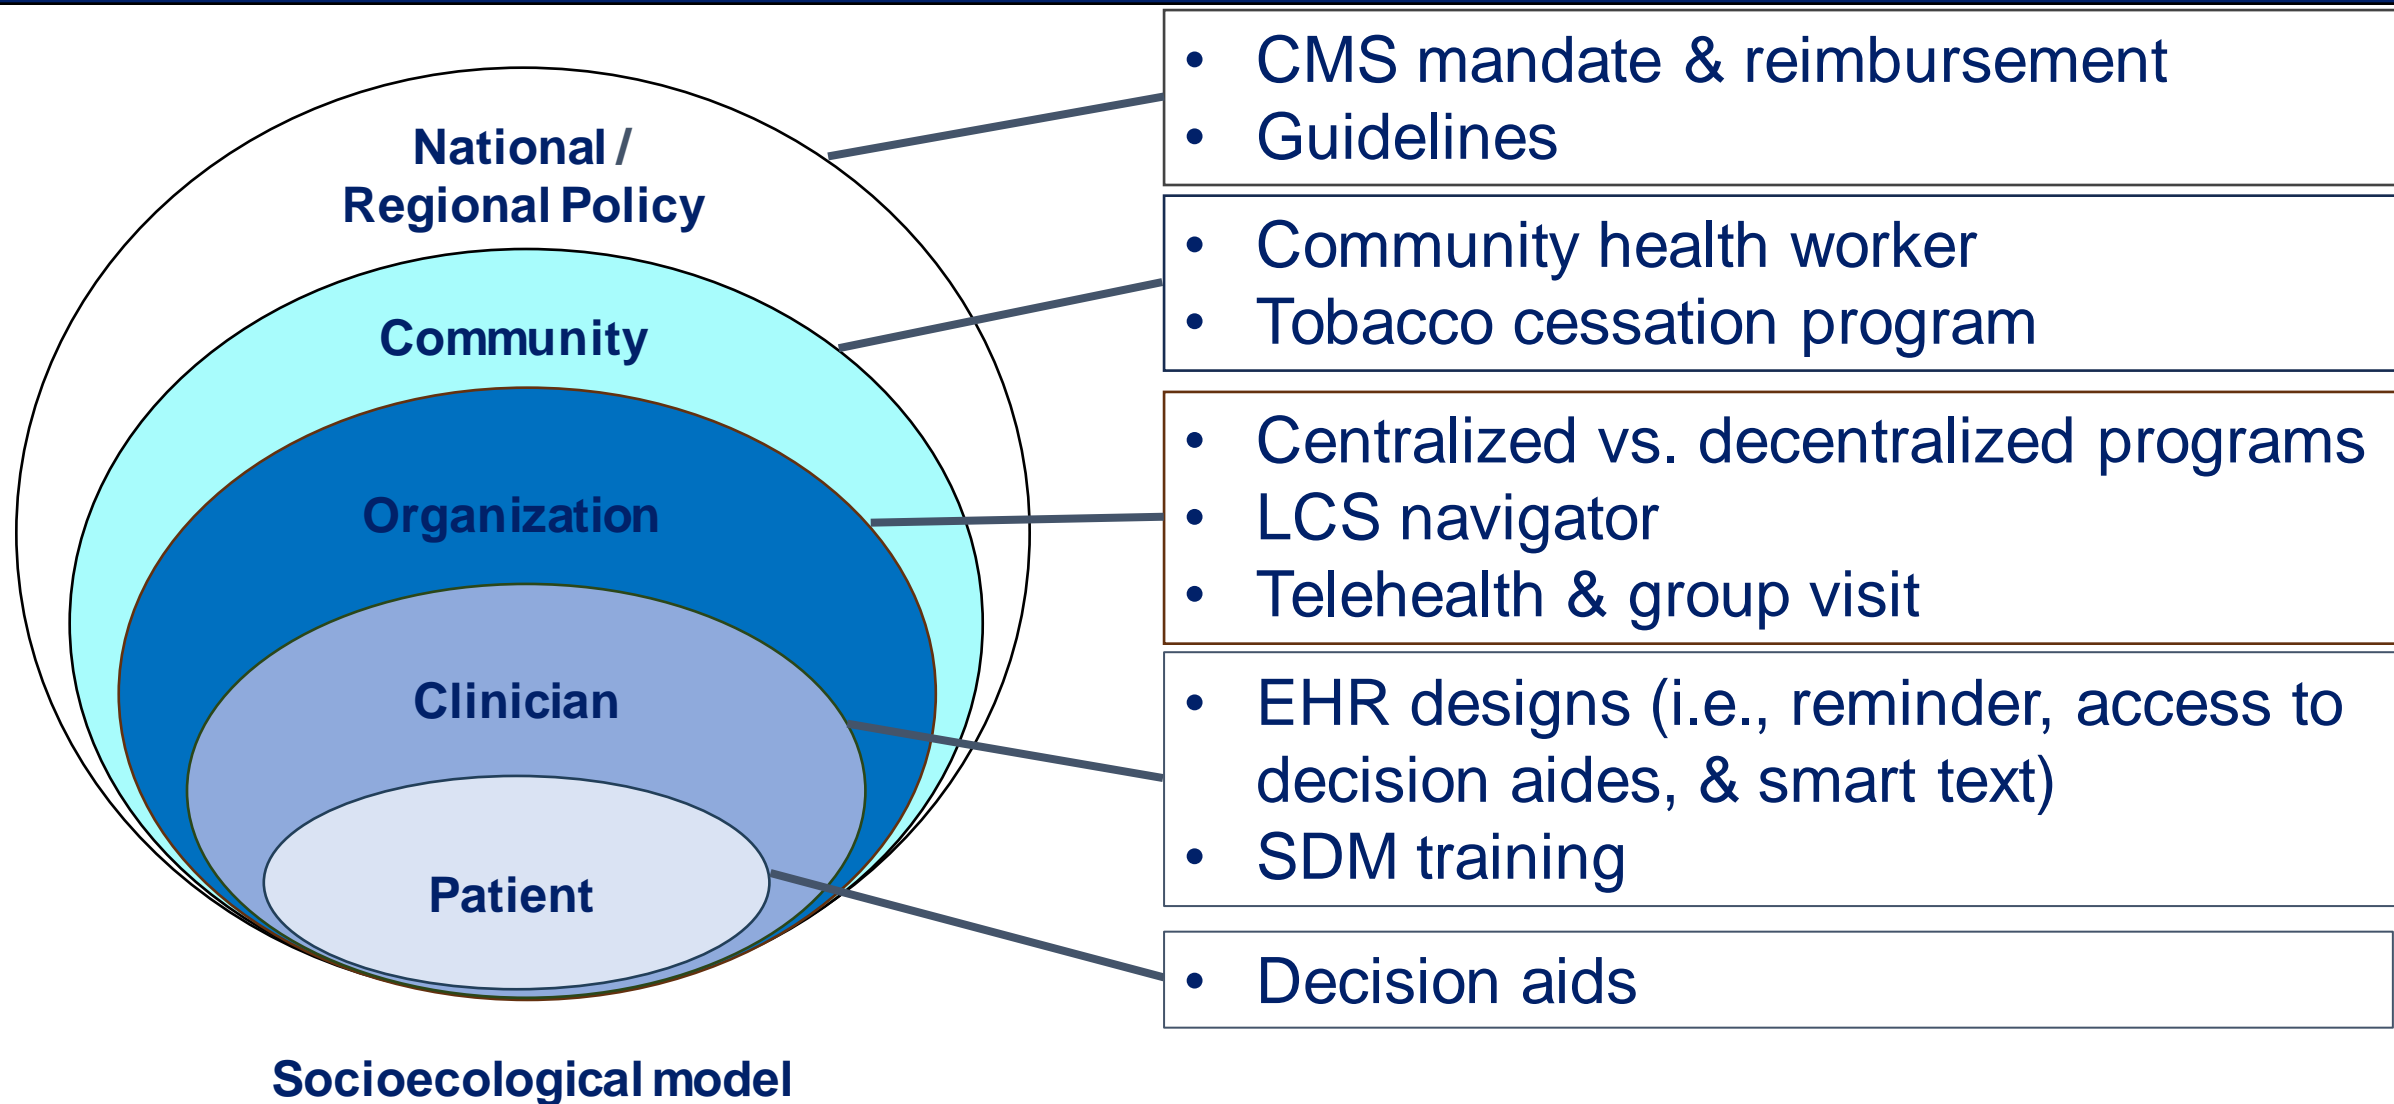 National /
Regional Policy
Community
Organization
Clinician
Patient
Socioecological model
• CMS mandate & reimbursement
• Guidelines
• Community health worker
• Tobacco cessation program
• Centralized vs. decentralized programs
• LCS navigator
• Telehealth & group visit
• EHR designs (i.e., reminder, access to
decision aides, & smart text)
• SDM training
• Decision aids